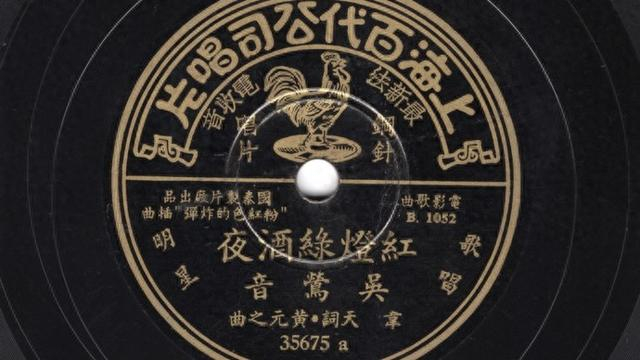 上海百代公司唱片
最新法電收音
鋼針唱片
電影歌曲
B. 1052
國泰製片廠出品
"粉紅色的炸彈"插曲
紅燈綠酒夜
歌唱明星
吳鶯音
韋天詞•黃元之曲
35675 a